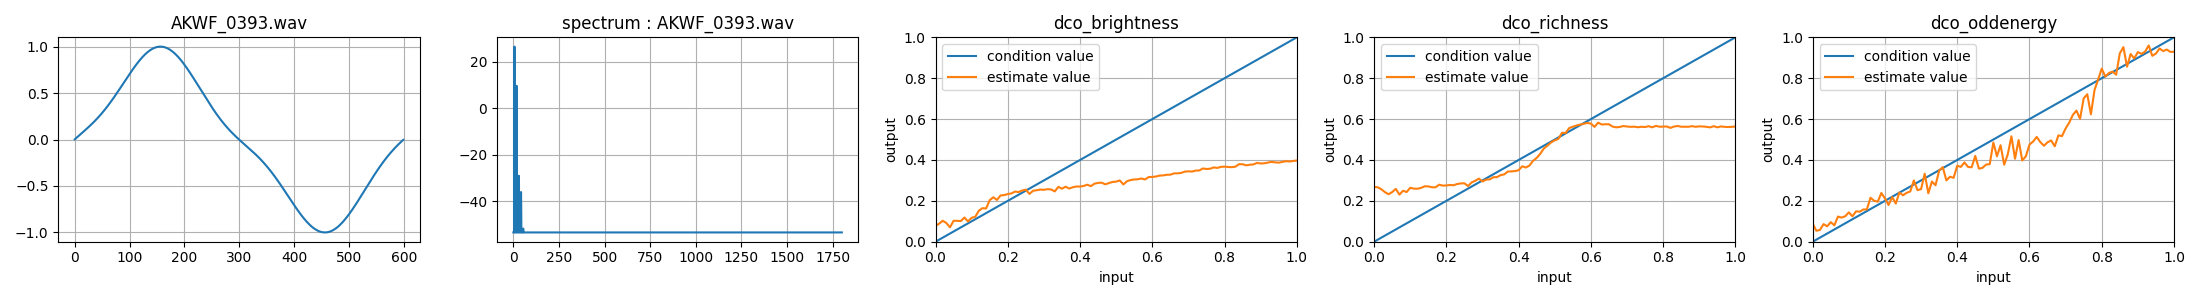 AKWF_0393.wav
1.0
0.5
0.0
−0.5
−1.0
0 100 200 300 400 500 600
spectrum : AKWF_0393.wav
20
0
−20
−40
0 250 500 750 1000 1250 1500 1750
dco_brightness
condition value
estimate value
output
1.0
0.8
0.6
0.4
0.2
0.0
0.0 0.2 0.4 0.6 0.8 1.0
input
dco_richness
condition value
estimate value
output
1.0
0.8
0.6
0.4
0.2
0.0
0.0 0.2 0.4 0.6 0.8 1.0
input
dco_oddenergy
condition value
estimate value
output
1.0
0.8
0.6
0.4
0.2
0.0
0.0 0.2 0.4 0.6 0.8 1.0
input